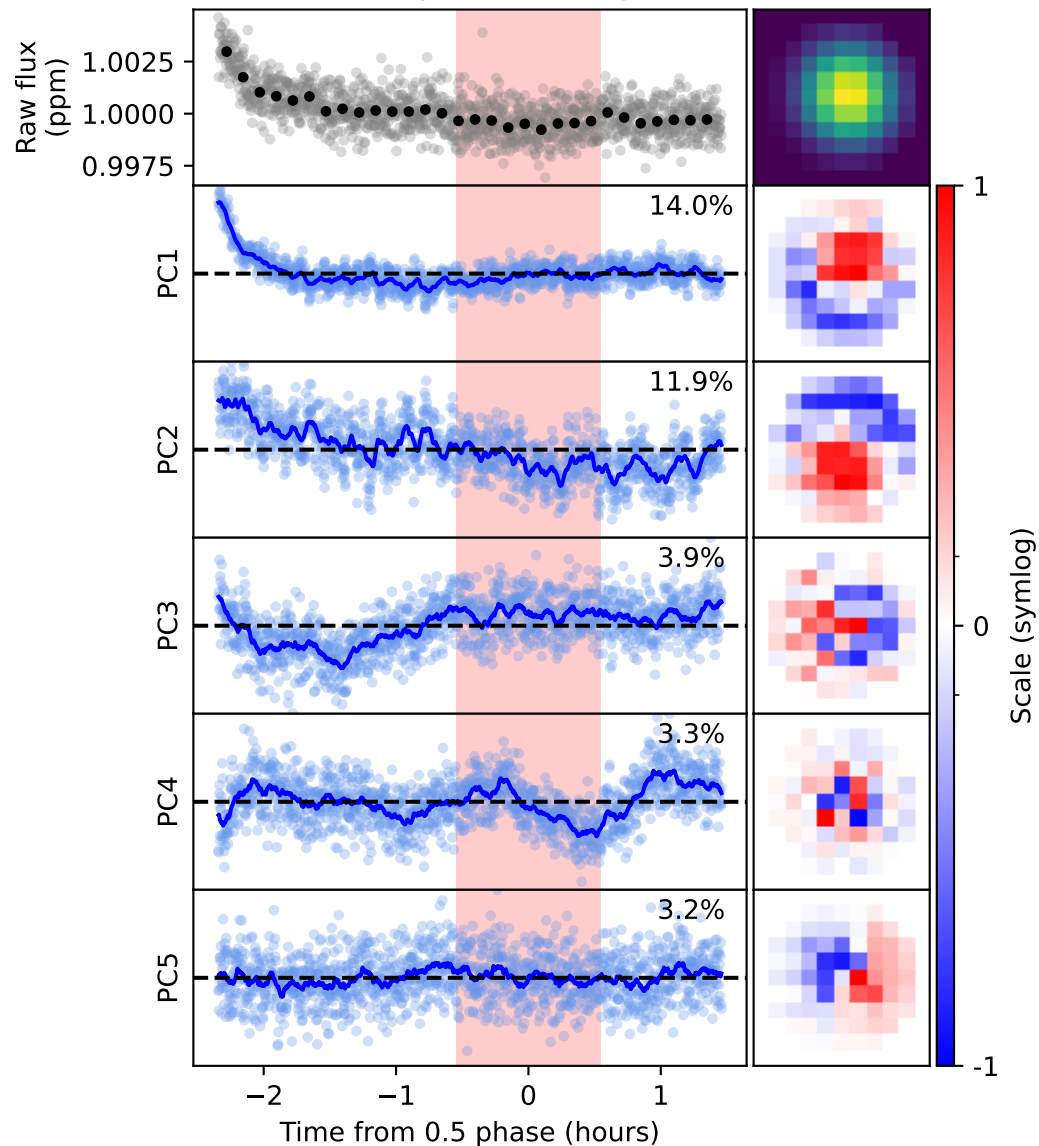 Raw flux
(ppm)
1.0025
1.0000
0.9975
PC1
14.0%
PC2
11.9%
PC3
3.9%
PC4
3.3%
PC5
3.2%
−2
−1
0
1
Time from 0.5 phase (hours)
1
0
-1
Scale (symlog)